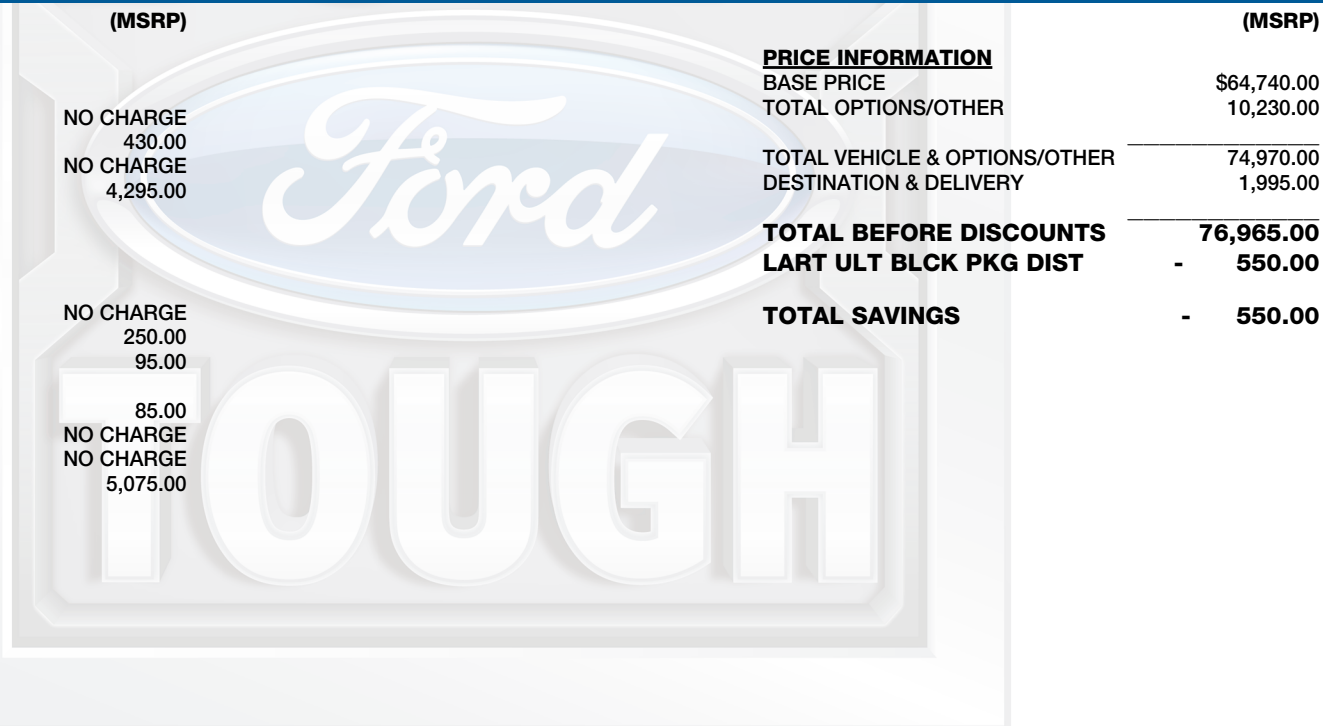 (MSRP)
NO CHARGE
430.00
NO CHARGE
4,295.00
NO CHARGE
250.00
95.00
85.00
NO CHARGE
NO CHARGE
5,075.00
(MSRP)
PRICE INFORMATION
BASE PRICE $64,740.00
TOTAL OPTIONS/OTHER 10,230.00
TOTAL VEHICLE & OPTIONS/OTHER 74,970.00
DESTINATION & DELIVERY 1,995.00
TOTAL BEFORE DISCOUNTS 76,965.00
LART ULT BLCK PKG DIST - 550.00
TOTAL SAVINGS - 550.00
Ford
TOUGH